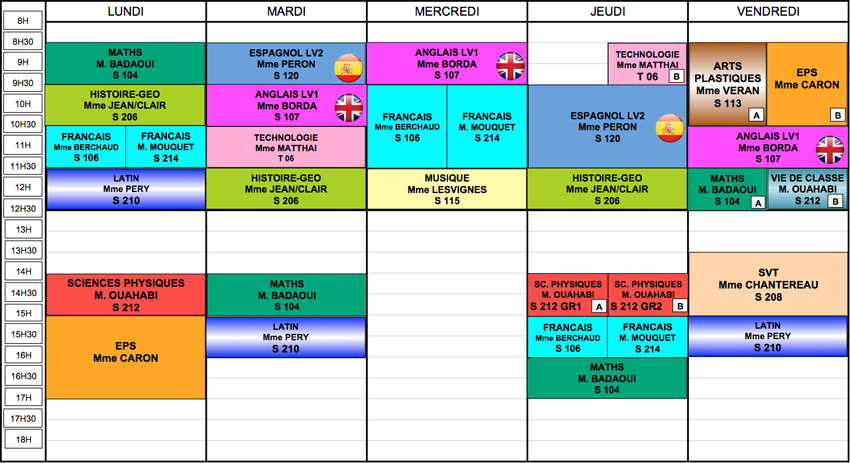 LUNDI
MARDI
MERCREDI
JEUDI
VENDREDI
8H
8H30
9H
9H30
10H
10H30
11H
11H30
12H
12H30
13H
13H30
14H
14H30
15H
15H30
16H
16H30
17H
17H30
18H
MATHS
M. BADAOUI
S 104
HISTOIRE-GEO
Mme JEAN/CLAIR
S 206
FRANCAIS
Mme BERCHAUD
S 106
FRANCAIS
M. MOUQUET
S 214
LATIN
Mme PERY
S 210
SCIENCES PHYSIQUES
M. OUAHABI
S 212
EPS
Mme CARON
ESPAGNOL LV2
Mme PERON
S 120
ANGLAIS LV1
Mme BORDA
S 107
TECHNOLOGIE
Mme MATTHAI
T 06
HISTOIRE-GEO
Mme JEAN/CLAIR
S 206
MATHS
M. BADAOUI
S 104
LATIN
Mme PERY
S 210
ANGLAIS LV1
Mme BORDA
S 107
FRANCAIS
Mme BERCHAUD
S 106
FRANCAIS
M. MOUQUET
S 214
MUSIQUE
Mme LESVIGNES
S 115
TECHNOLOGIE
Mme MATTHAI
T 06 B
ESPAGNOL LV2
Mme PERON
S 120
HISTOIRE-GEO
Mme JEAN/CLAIR
S 206
SC. PHYSIQUES
M. OUAHABI
S 212 GR1 A
SC. PHYSIQUES
M. OUAHABI
S 212 GR2 B
FRANCAIS
Mme BERCHAUD
S 106
FRANCAIS
M. MOUQUET
S 214
MATHS
M. BADAOUI
S 104
ARTS
PLASTIQUES
Mme VERAN
S 113
A
EPS
Mme CARON
B
ANGLAIS LV1
Mme BORDA
S 107
MATHS
M. BADAOUI
S 104 A
VIE DE CLASSE
M. OUAHABI
S 212 B
SVT
Mme CHANTEREAU
S 208
LATIN
Mme PERY
S 210